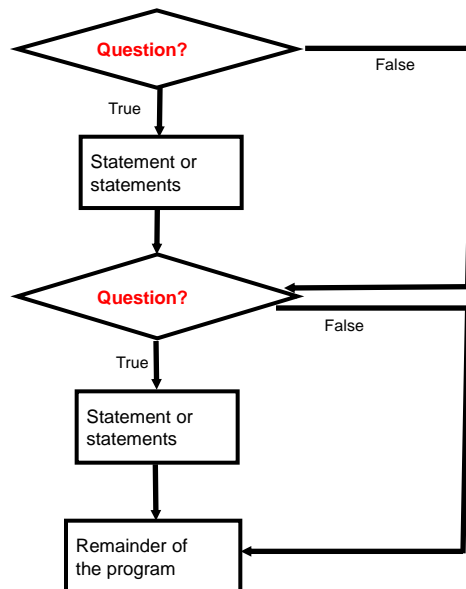 Question?
False
True
Statement or
statements
Question?
False
True
Statement or
statements
Remainder of
the program